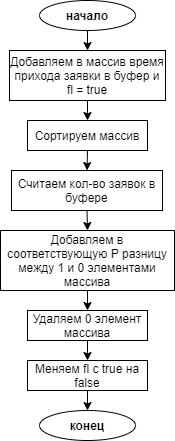 начало
Добавляем в массив время
прихода заявки в буфер и
fl = true
Сортируем массив
Считаем кол-во заявок в
буфере
Добавляем в
соответствующую P разницу
между 1 и 0 элементами
массива
Удаляем 0 элемент
массива
Меняем fl с true на
false
конец